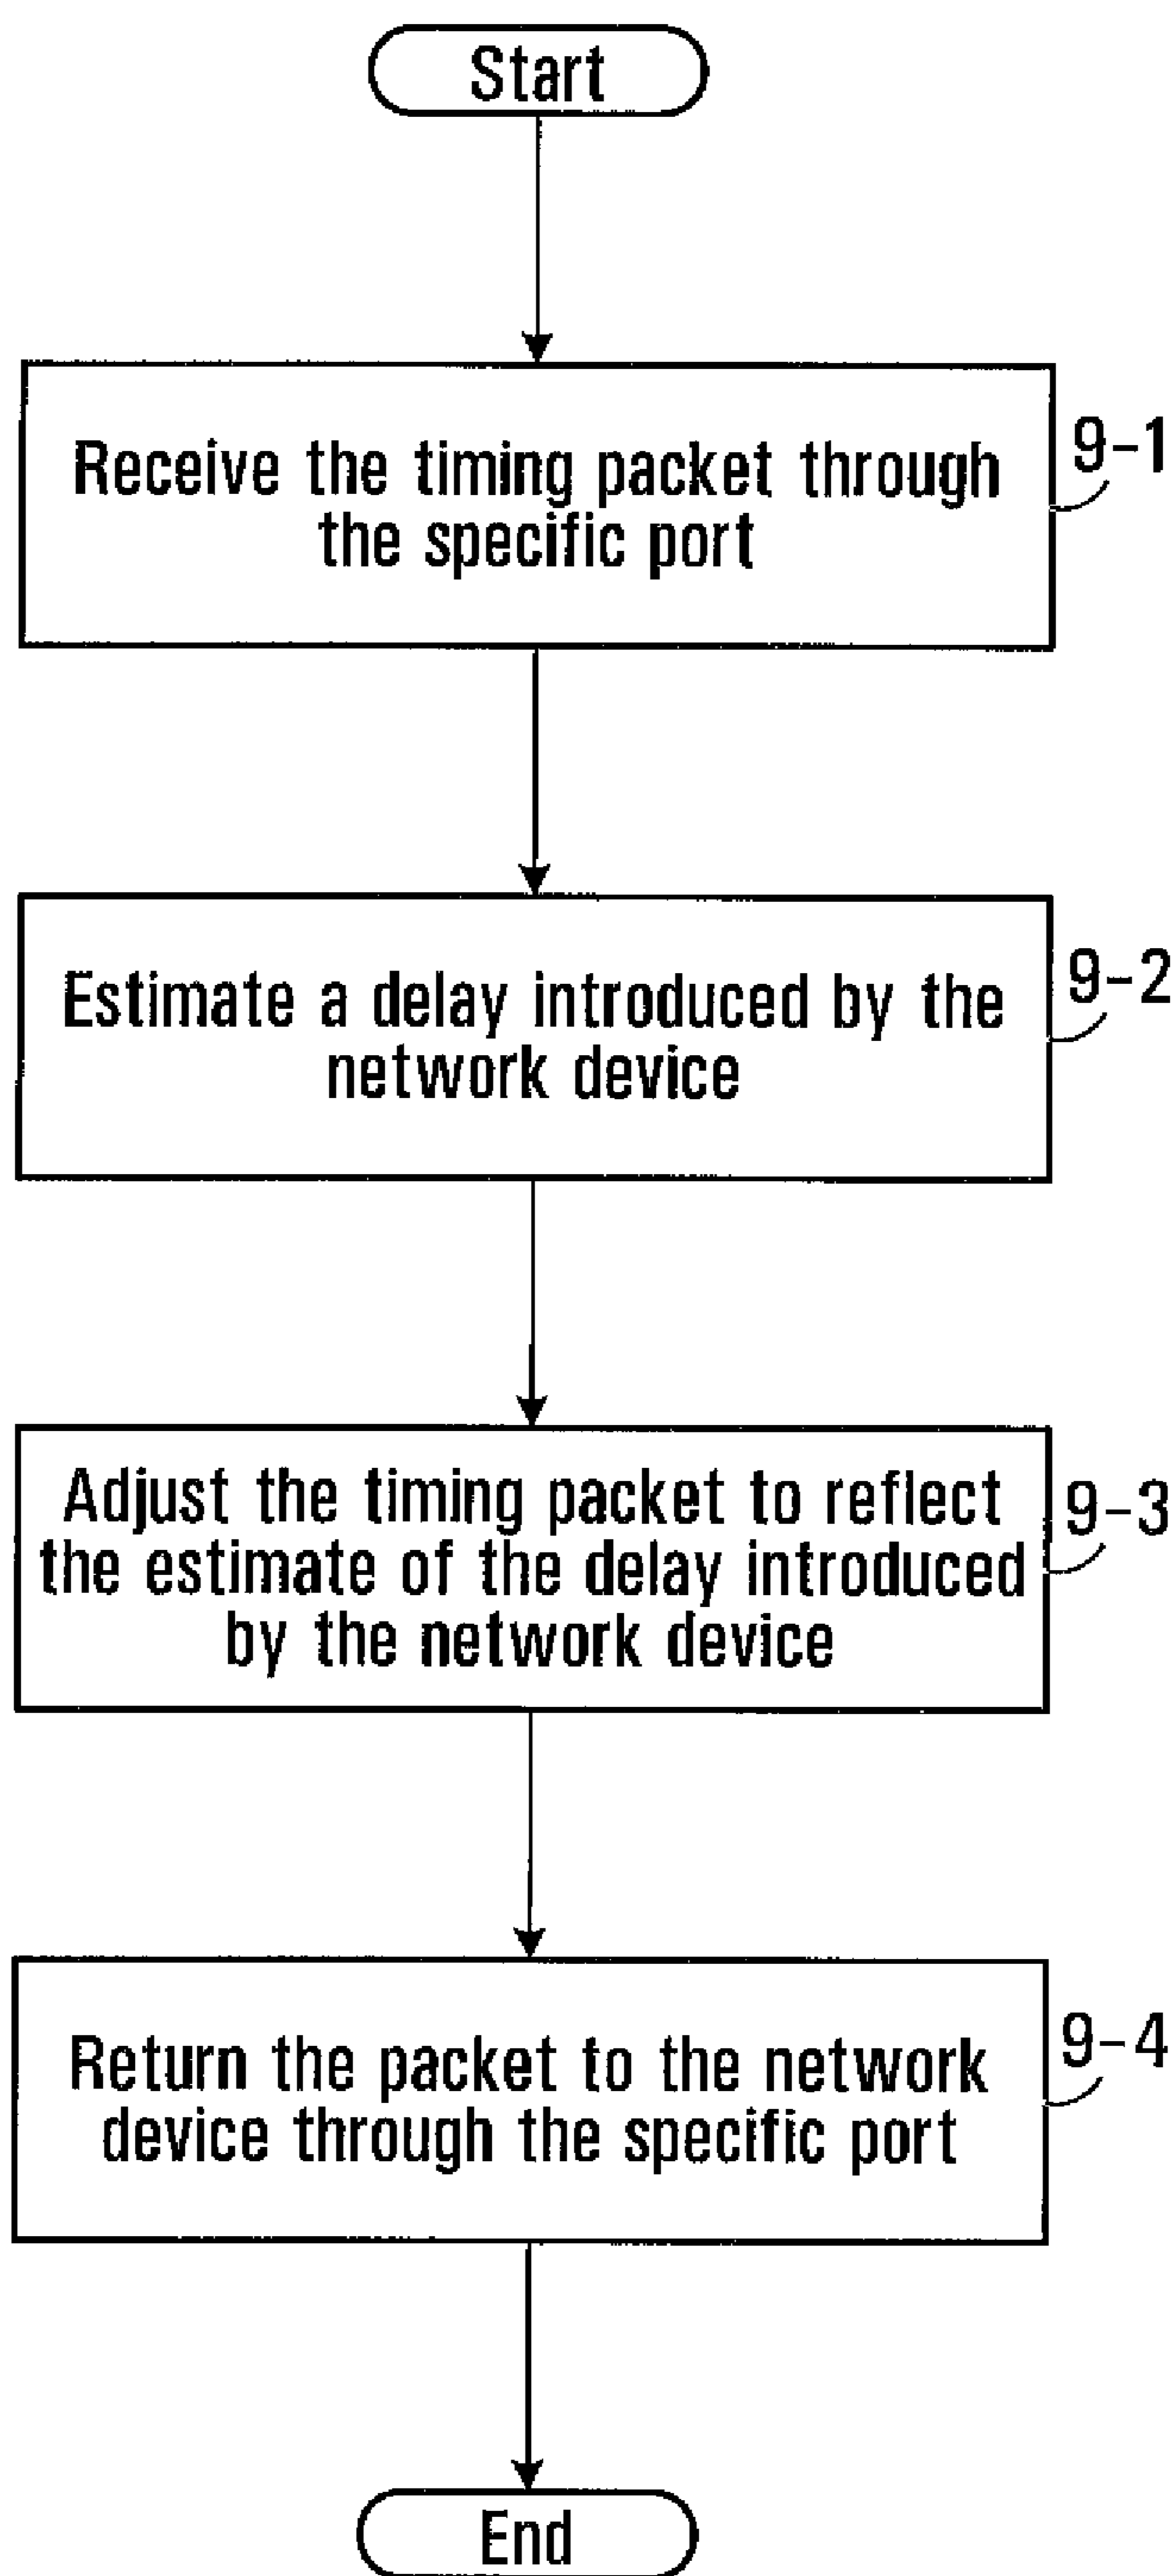 Start
Receive the timing packet through
the specific port
9-1
Estimate a delay introduced by the
network device
9-2
Adjust the timing packet to reflect
the estimate of the delay introduced
by the network device
9-3
Return the packet to the network
device through the specific port
9-4
End